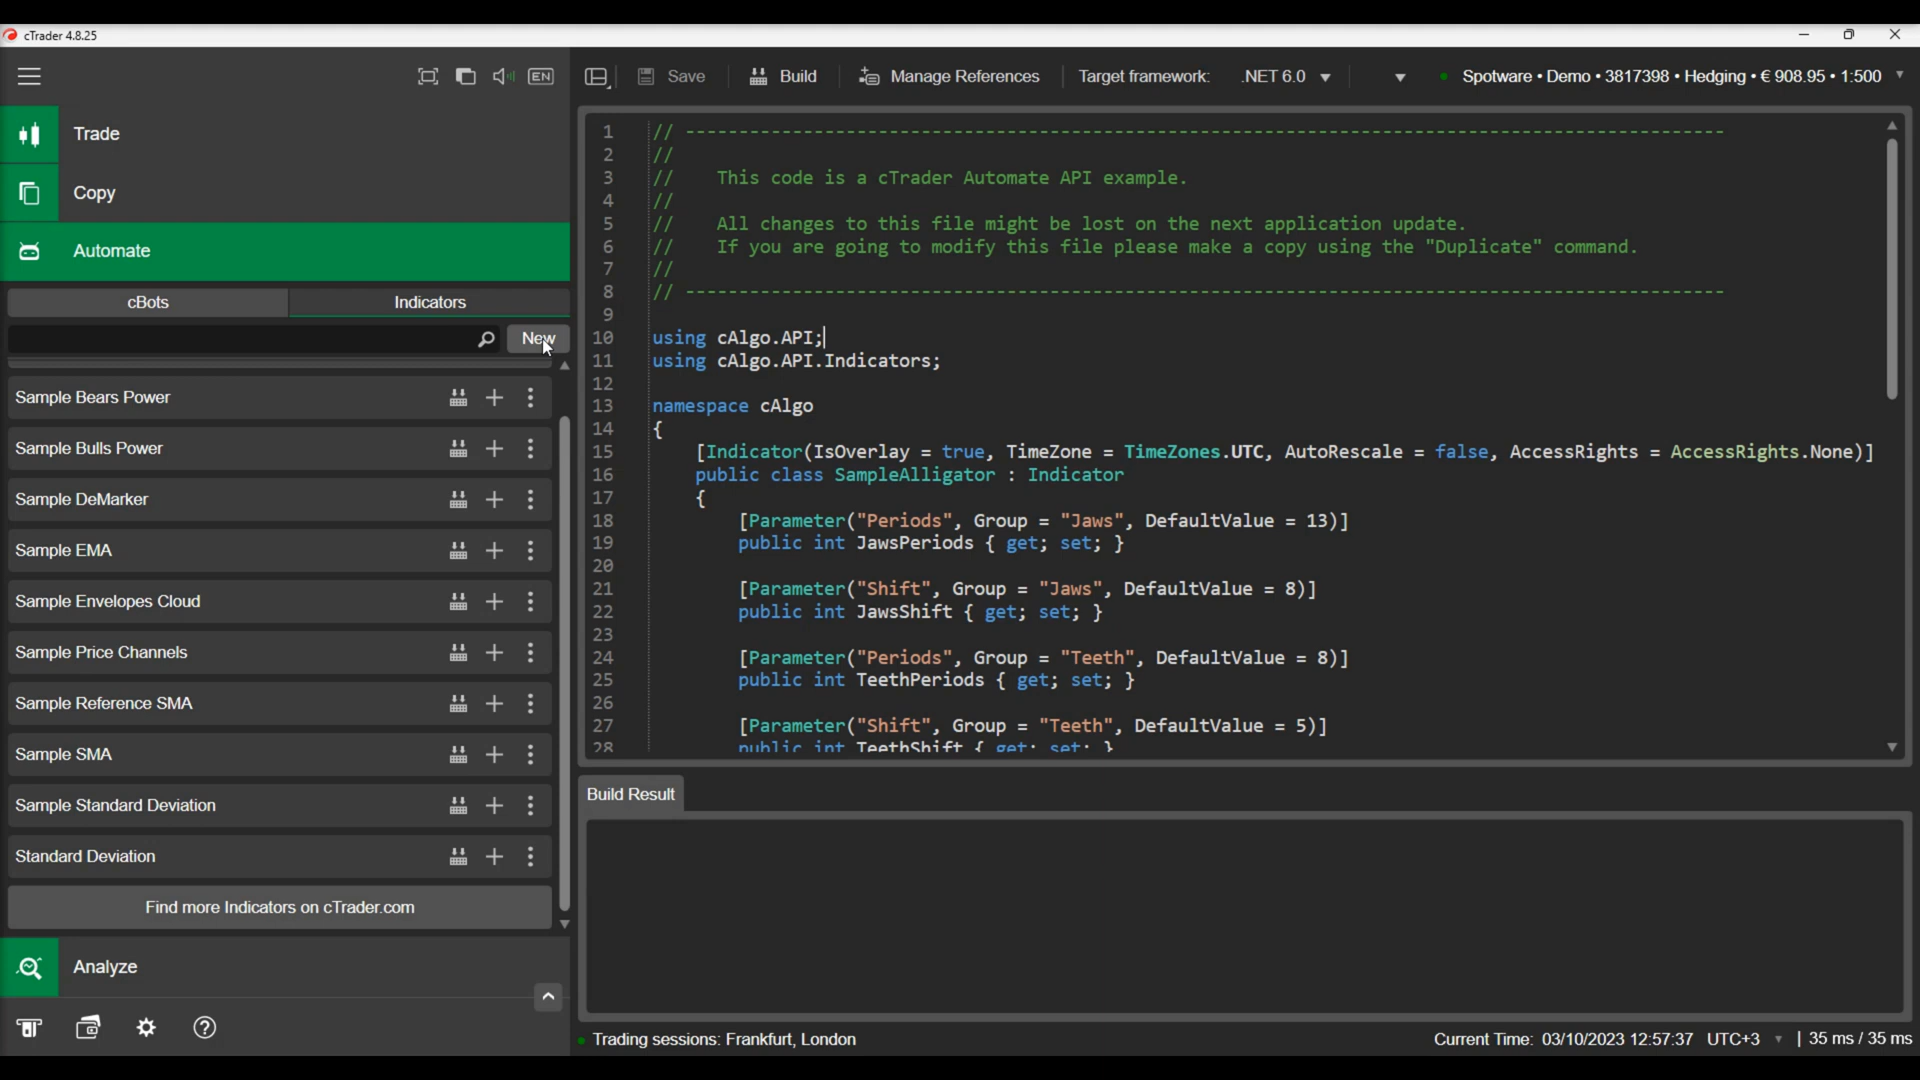 cTrader 4.8.25
EN
Save
Build
Manage References
Target framework:
.NET 6.0
Spotware • Demo • 3817398 • Hedging • € 908.95 • 1:500
Trade
Copy
Automate
cBots
Indicators
New
Sample Bears Power
Sample Bulls Power
Sample DeMarker
Sample EMA
Sample Envelopes Cloud
Sample Price Channels
Sample Reference SMA
Sample SMA
Sample Standard Deviation
Standard Deviation
Find more Indicators on cTrader.com
Analyze
1 // -------------------------------------------------------------------------------------------------
2 //
3 //    This code is a cTrader Automate API example.
4 //
5 //    All changes to this file might be lost on the next application update.
6 //    If you are going to modify this file please make a copy using the "Duplicate" command.
7 //
8 // -------------------------------------------------------------------------------------------------
9
10 using cAlgo.API;
11 using cAlgo.API.Indicators;
12
13 namespace cAlgo
14 {
15     [Indicator(IsOverlay = true, TimeZone = TimeZones.UTC, AutoRescale = false, AccessRights = AccessRights.None)]
16     public class SampleAlligator : Indicator
17     {
18         [Parameter("Periods", Group = "Jaws", DefaultValue = 13)]
19         public int JawsPeriods { get; set; }
20
21         [Parameter("Shift", Group = "Jaws", DefaultValue = 8)]
22         public int JawsShift { get; set; }
23
24         [Parameter("Periods", Group = "Teeth", DefaultValue = 8)]
25         public int TeethPeriods { get; set; }
26
27         [Parameter("Shift", Group = "Teeth", DefaultValue = 5)]
28         public int TeethShift { get; set; }
Build Result
Trading sessions: Frankfurt, London
Current Time: 03/10/2023 12:57:37 UTC+3 | 35 ms / 35 ms